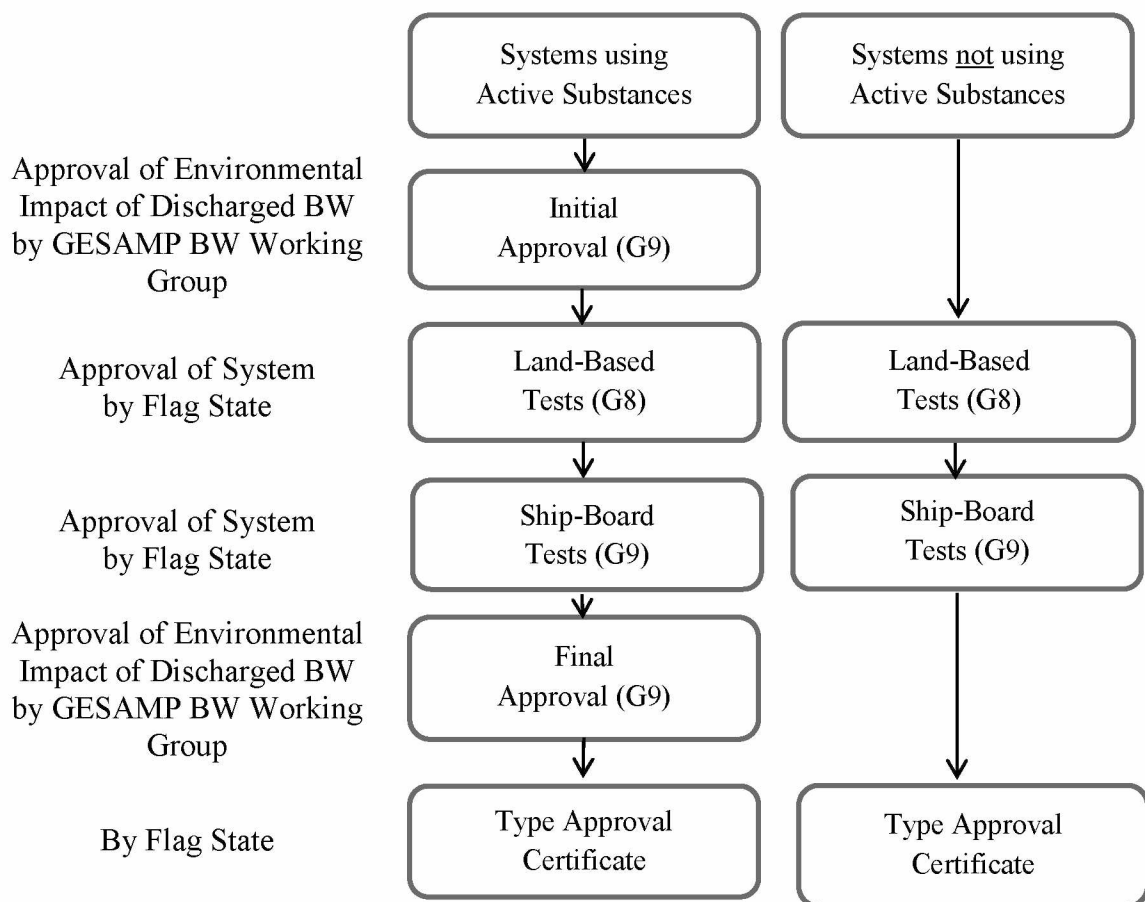 Systems using
Active Substances
Systems not using
Active Substances
Approval of Environmental
Impact of Discharged BW
by GESAMP BW Working
Group
Initial
Approval (G9)
Approval of System
by Flag State
Land-Based
Tests (G8)
Land-Based
Tests (G8)
Approval of System
by Flag State
Ship-Board
Tests (G9)
Ship-Board
Tests (G9)
Approval of Environmental
Impact of Discharged BW
by GESAMP BW Working
Group
Final
Approval (G9)
By Flag State
Type Approval
Certificate
Type Approval
Certificate